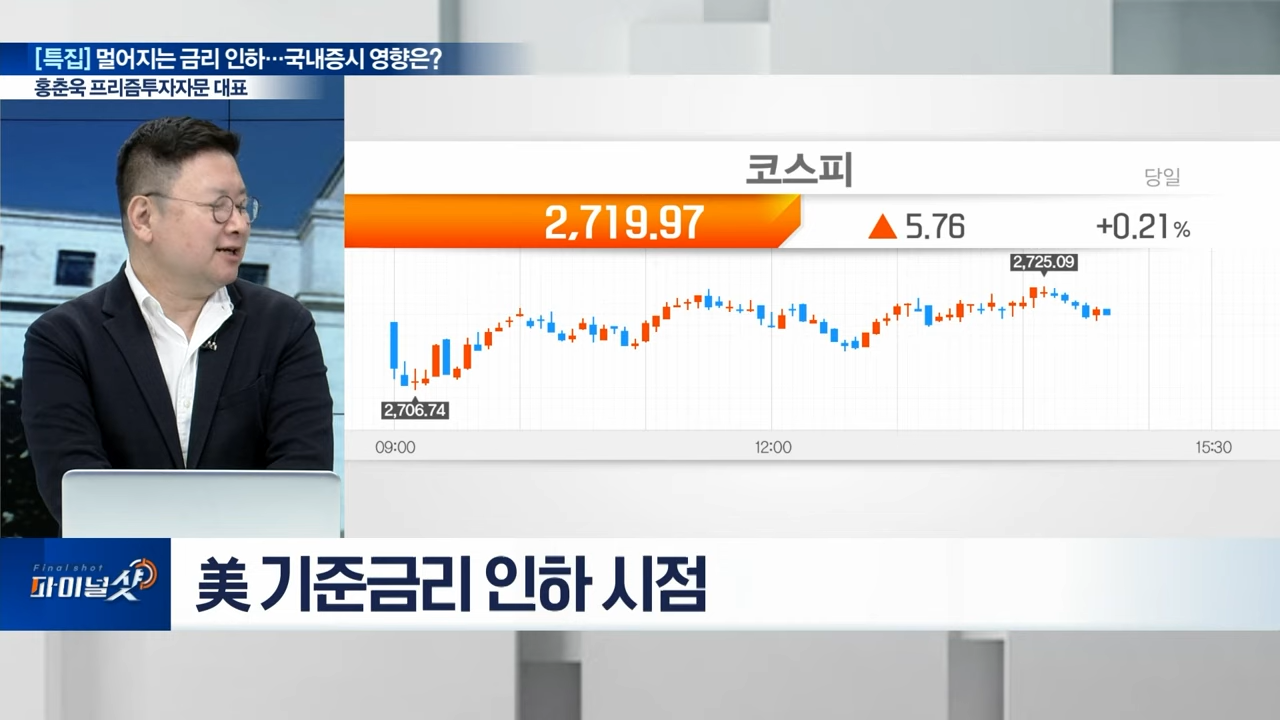 [특집] 멀어지는 금리 인하…국내증시 영향은?
홍춘욱 프리즘투자자문 대표
코스피
당일
2,719.97 ▲ 5.76 +0.21%
2,725.09
2,706.74
09:00 12:00 15:30
Final shot
파이널샷
美 기준금리 인하 시점